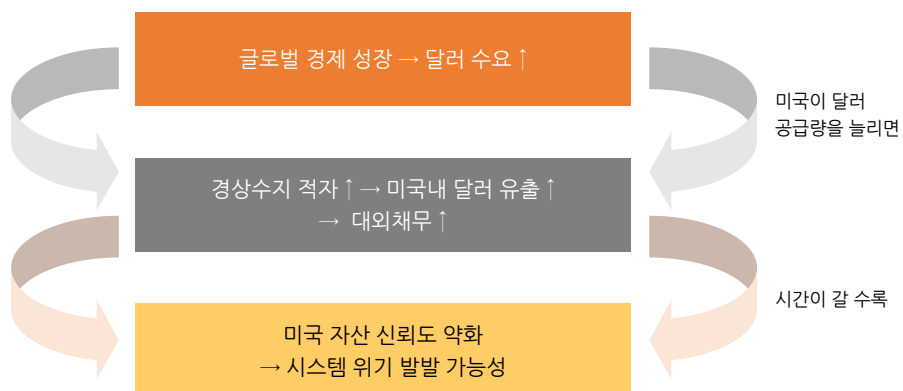 글로벌 경제 성장 → 달러 수요 ↑
미국이 달러
공급량을 늘리면
경상수지 적자 ↑ → 미국내 달러 유출 ↑
→ 대외채무 ↑
시간이 갈 수록
미국 자산 신뢰도 약화
→ 시스템 위기 발발 가능성